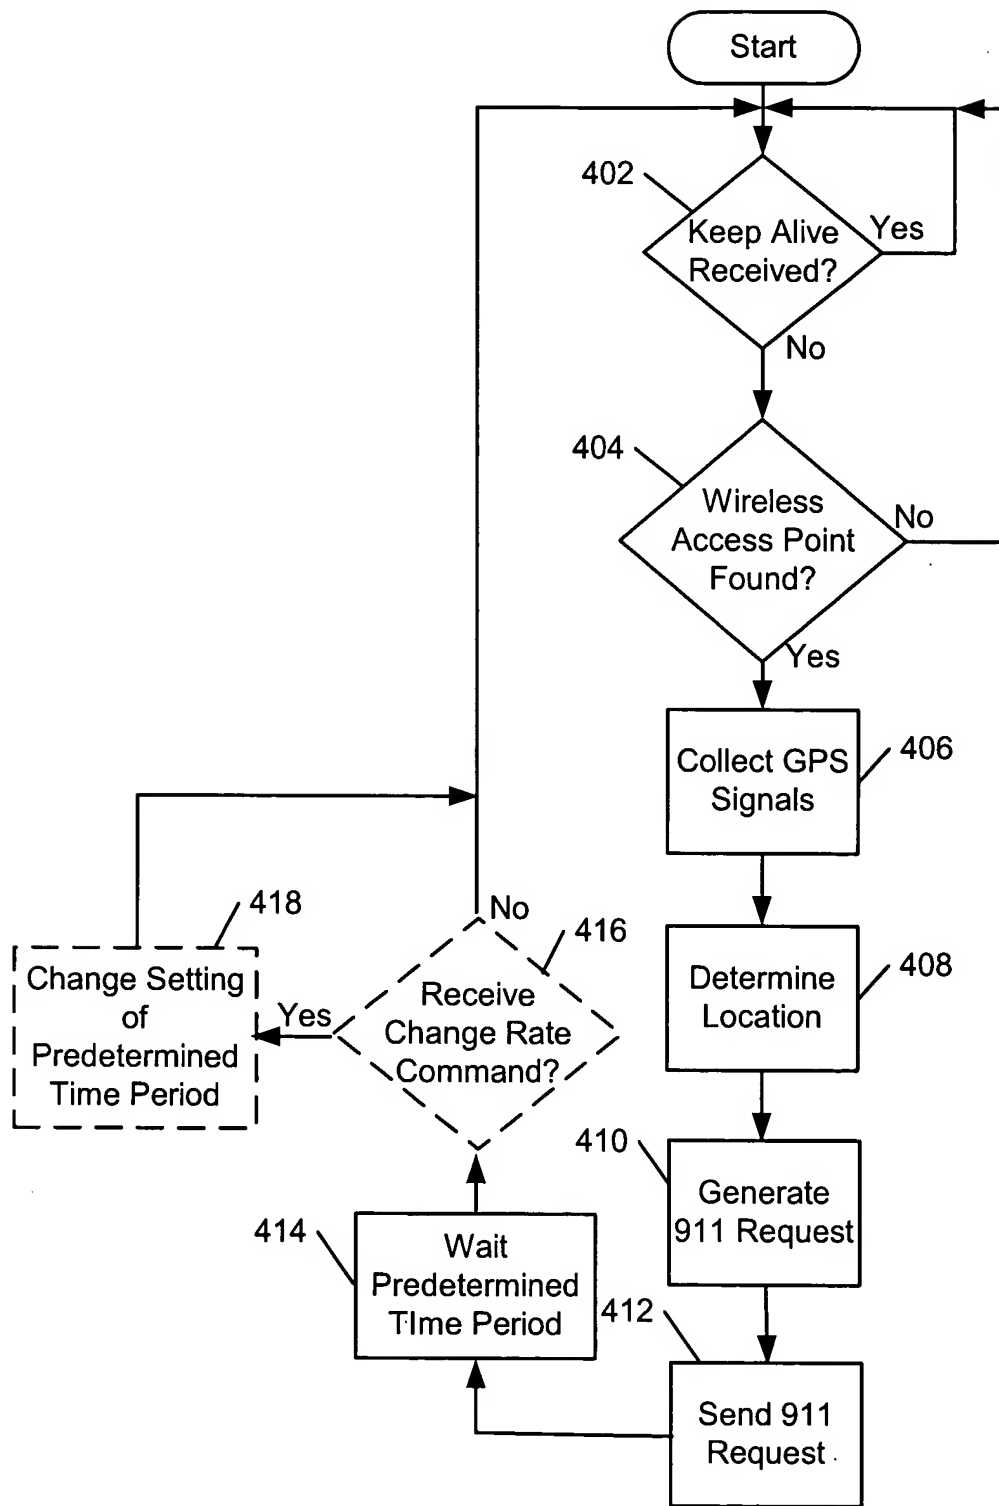 Start
402
Keep Alive
Received?
Yes
No
404
Wireless
Access Point
Found?
No
Yes
Collect GPS
Signals
406
Determine
Location
408
410
Generate
911 Request
412
Send 911
Request
414
Wait
Predetermined
TIme Period
416
Receive
Change Rate
Command?
No
Yes
418
Change Setting
of
Predetermined
Time Period